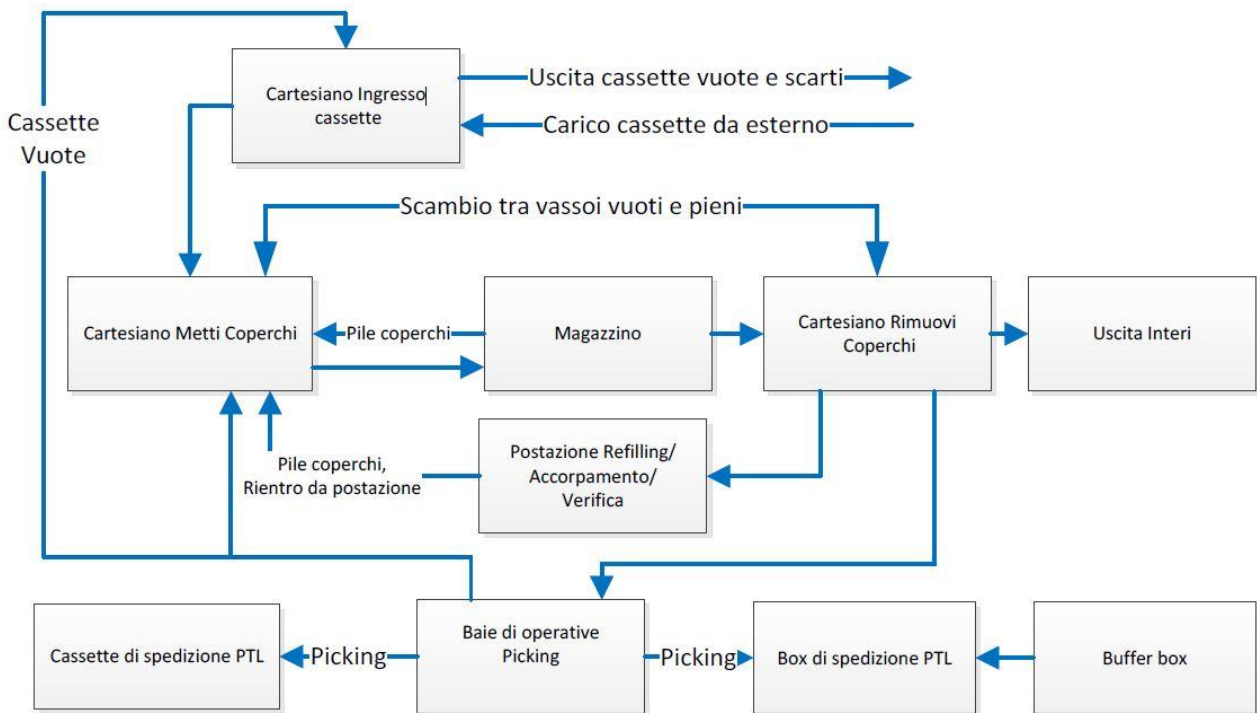 Cartesiano Ingresso
cassette
Uscita cassette vuote e scarti
Carico cassette da esterno
Cassette
Vuote
Scambio tra vassoi vuoti e pieni
Cartesiano Metti Coperchi
Pile coperchi
Magazzino
Cartesiano Rimuovi
Coperchi
Uscita Interi
Pile coperchi,
Rientro da postazione
Postazione Refilling/
Accorpamento/
Verifica
Cassette di spedizione PTL
Picking
Baie di operative
Picking
Picking
Box di spedizione PTL
Buffer box